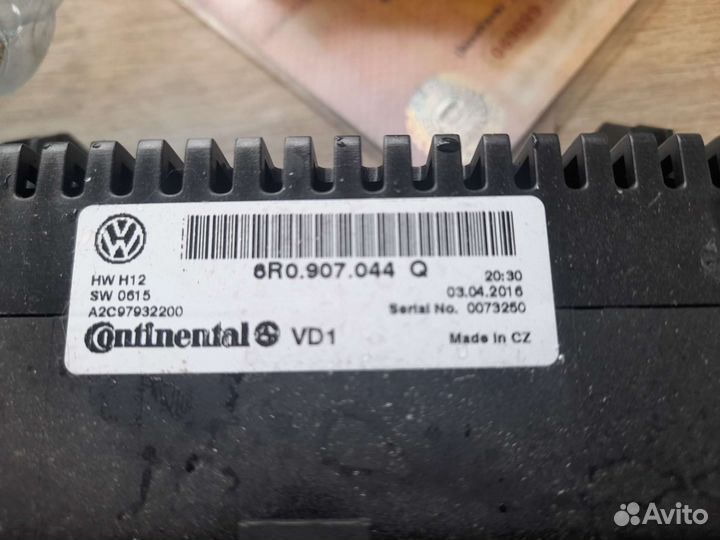 6R0.907.044 Q
HW H12
SW 0615
A2C97932200
20:30
03.04.2016
Serial No. 0073250
Continental VD1
Made in CZ
Avito